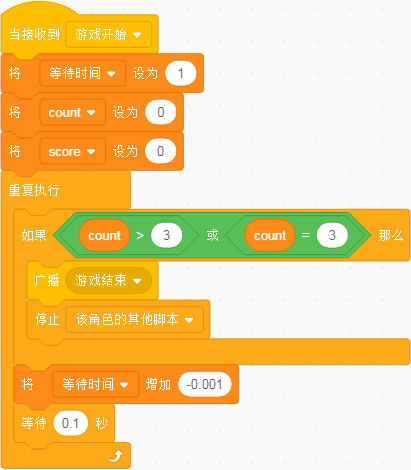 当接收到 游戏开始
将 等待时间 设为 1
将 count 设为 0
将 score 设为 0
重复执行
如果 count > 3 或 count = 3 那么
广播 游戏结束
停止 该角色的其他脚本
将 等待时间 增加 -0.001
等待 0.1 秒